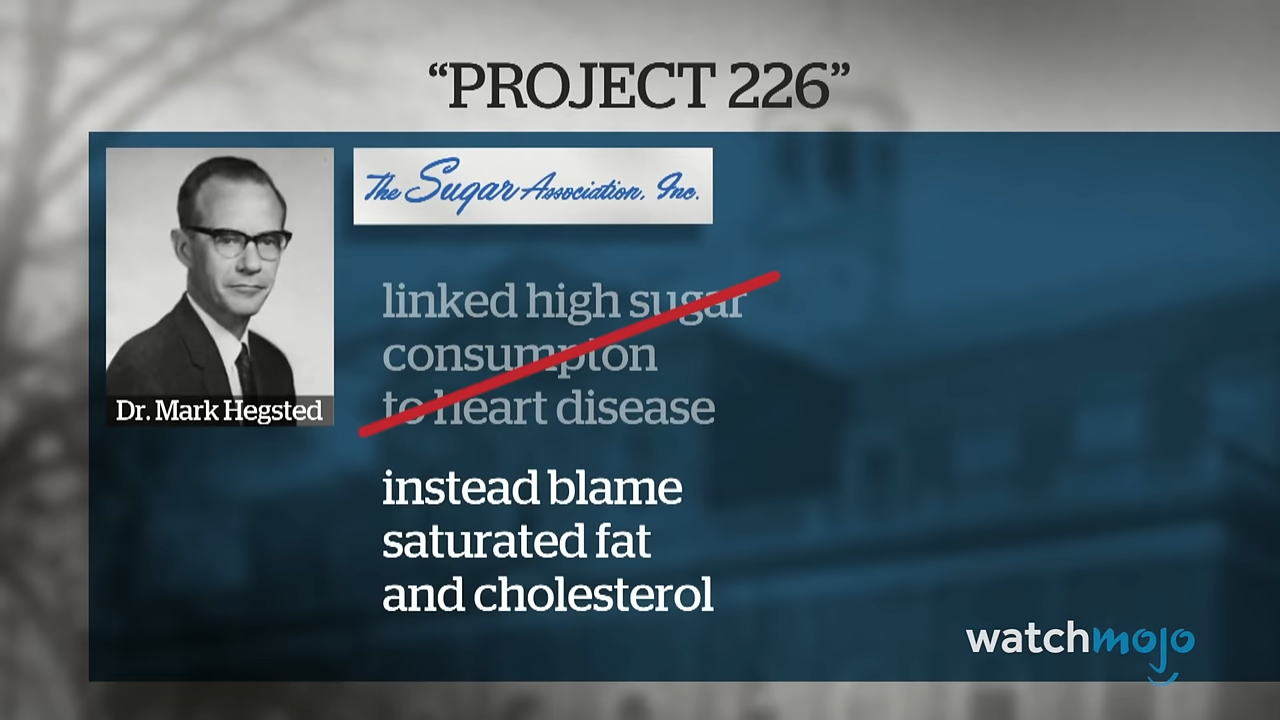 “PROJECT 226”
The Sugar Association, Inc.
Dr. Mark Hegsted
linked high sugar
consumpton
to heart disease
instead blame
saturated fat
and cholesterol
watchmojo